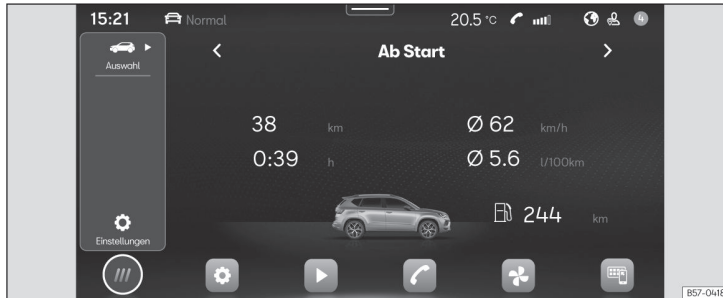 15:21 Normal 20.5 °C 4
Auswahl
Ab Start
38 km Ø 62 km/h
0:39 h Ø 5.6 l/100km
244 km
Einstellungen
B57-0418